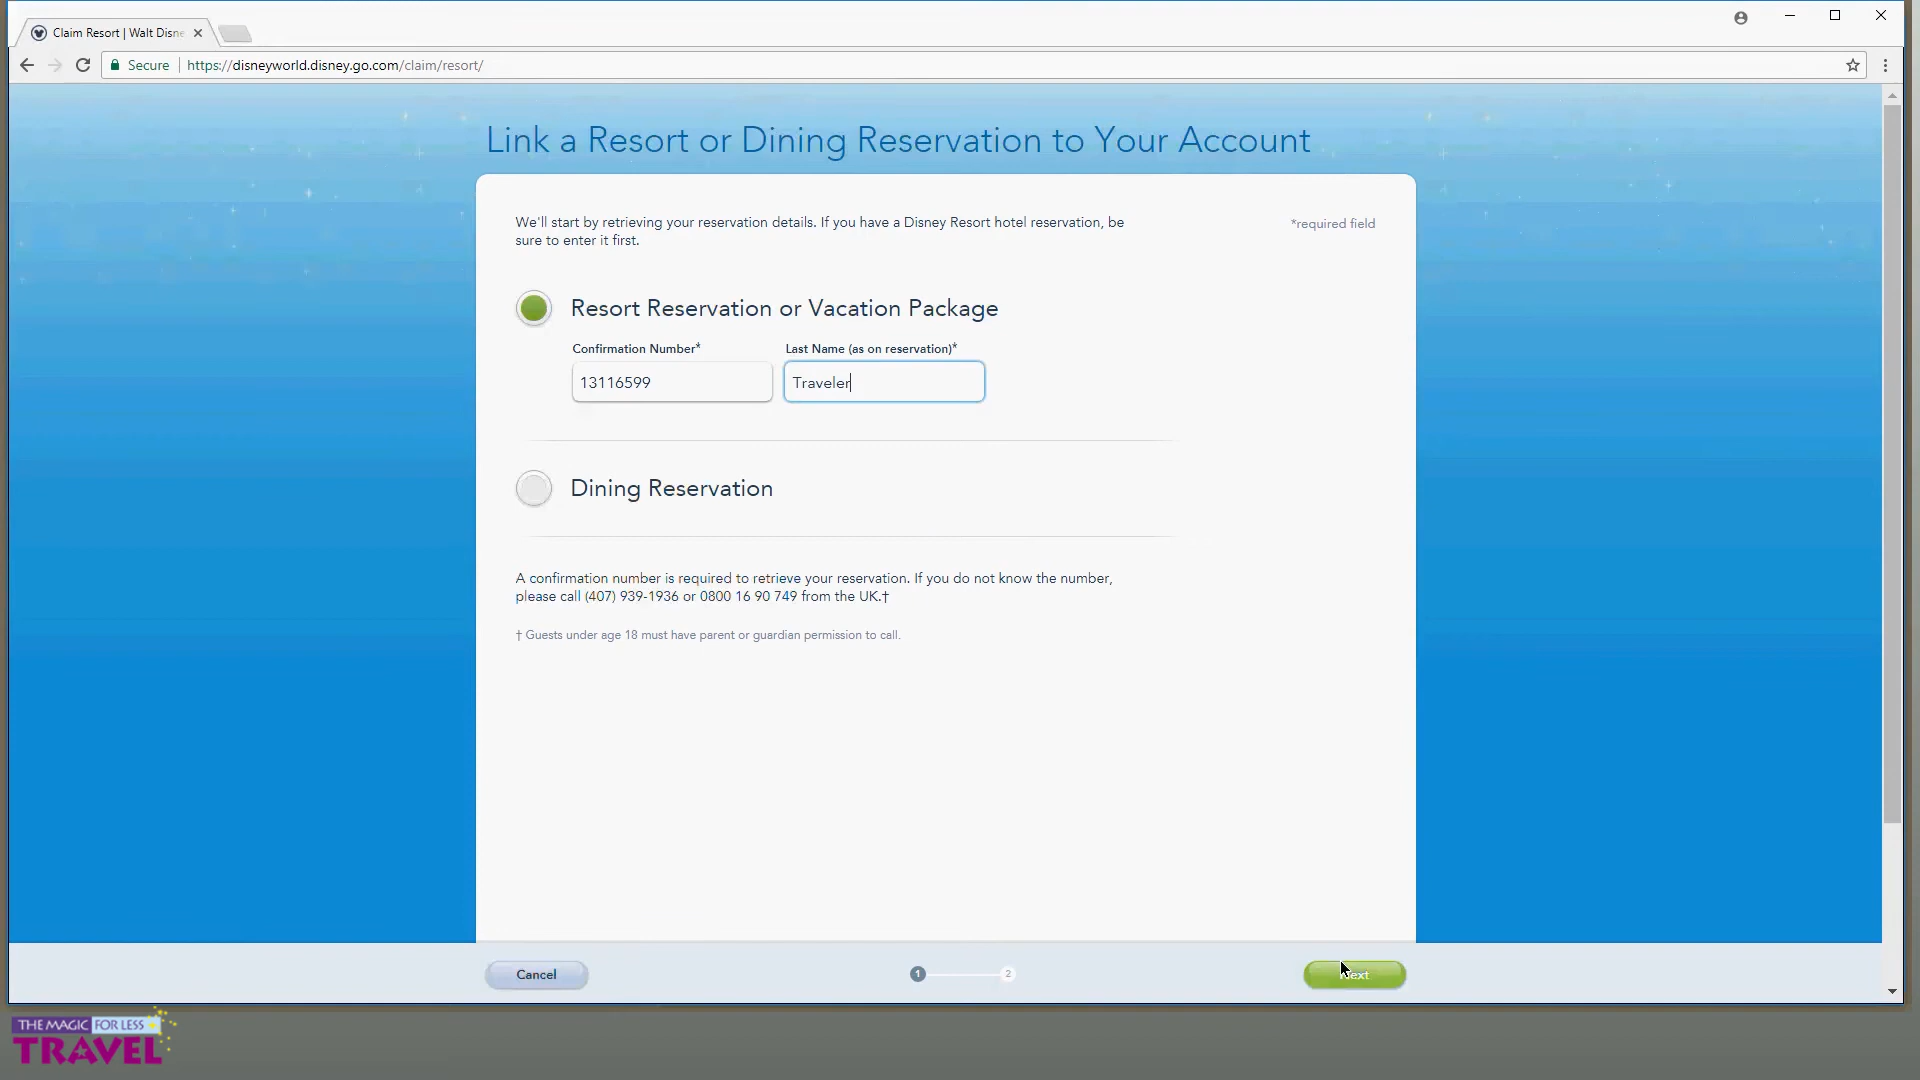 Claim Resort | Walt Disne
Secure
https://disneyworld.disney.go.com/claim/resort/
Link a Resort or Dining Reservation to Your Account
We'll start by retrieving your reservation details. If you have a Disney Resort hotel reservation, be
sure to enter it first.
*required field
Resort Reservation or Vacation Package
Confirmation Number*
Last Name (as on reservation)*
13116599
Traveler
Dining Reservation
A confirmation number is required to retrieve your reservation. If you do not know the number,
please call (407) 939-1936 or 0800 16 90 749 from the UK.†
† Guests under age 18 must have parent or guardian permission to call.
Cancel
1
2
Next
THE MAGIC FOR LESS
TRAVEL